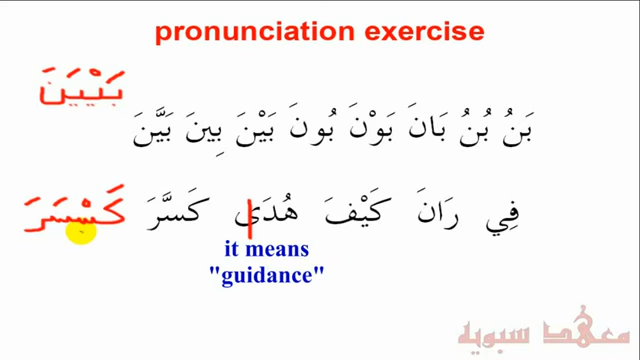 pronunciation exercise
بَيْيَنَ
بَنُ بُنُ بَانَ بَوْنَ بُونَ بَيْنَ بِينَ بَيَّنَ
فِي رَانَ كَيْفَ هُدَى كَسَّرَ كَسْسَرَ
it means
"guidance"
معهد سيبويه